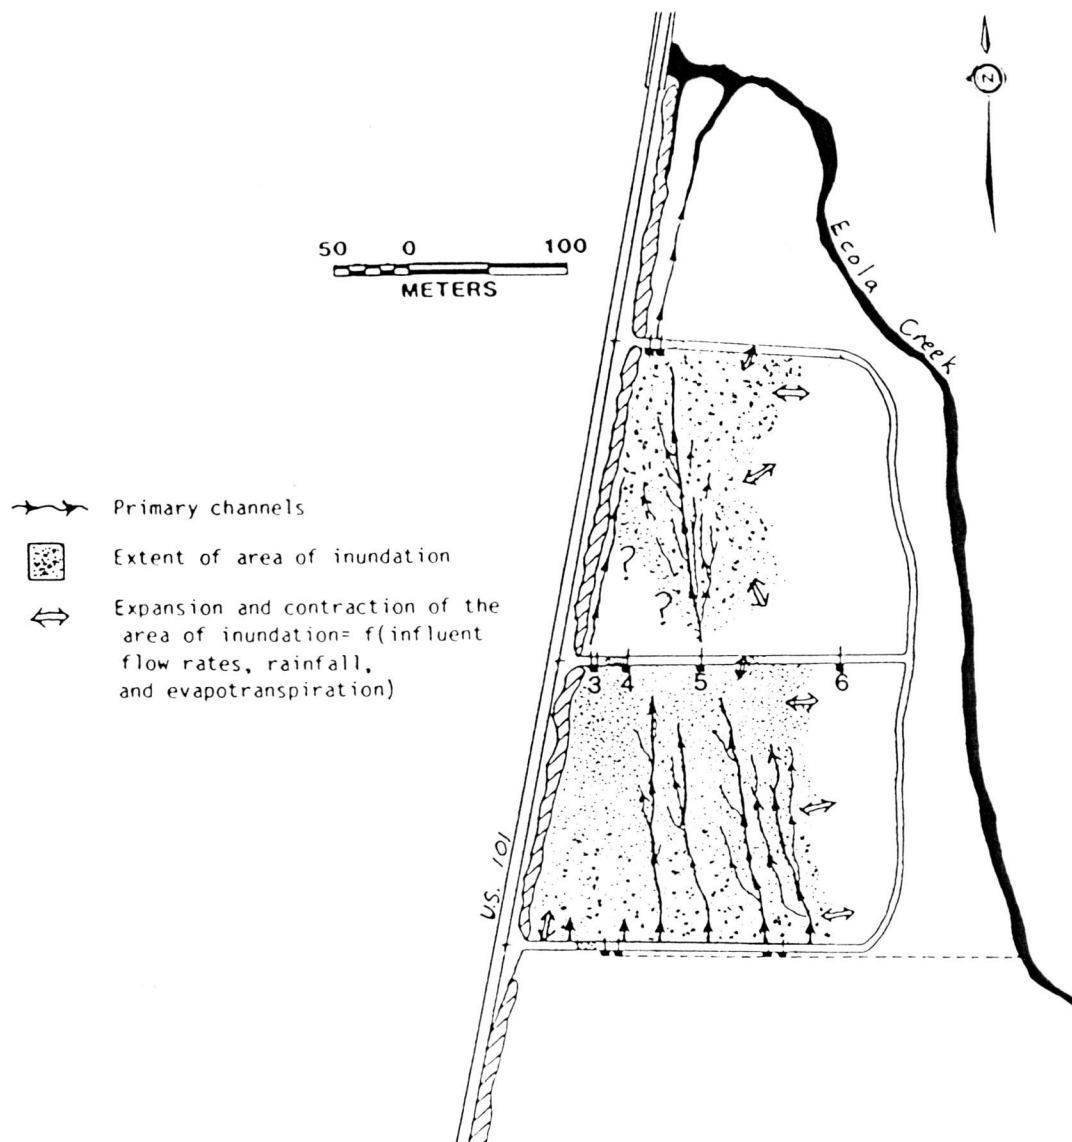 N
50 0 100
METERS
Ecola
Creek
Primary channels
Extent of area of inundation
Expansion and contraction of the
area of inundation= f(influent
flow rates, rainfall,
and evapotranspiration)
?
?
3 4 5 6
U.S. 101